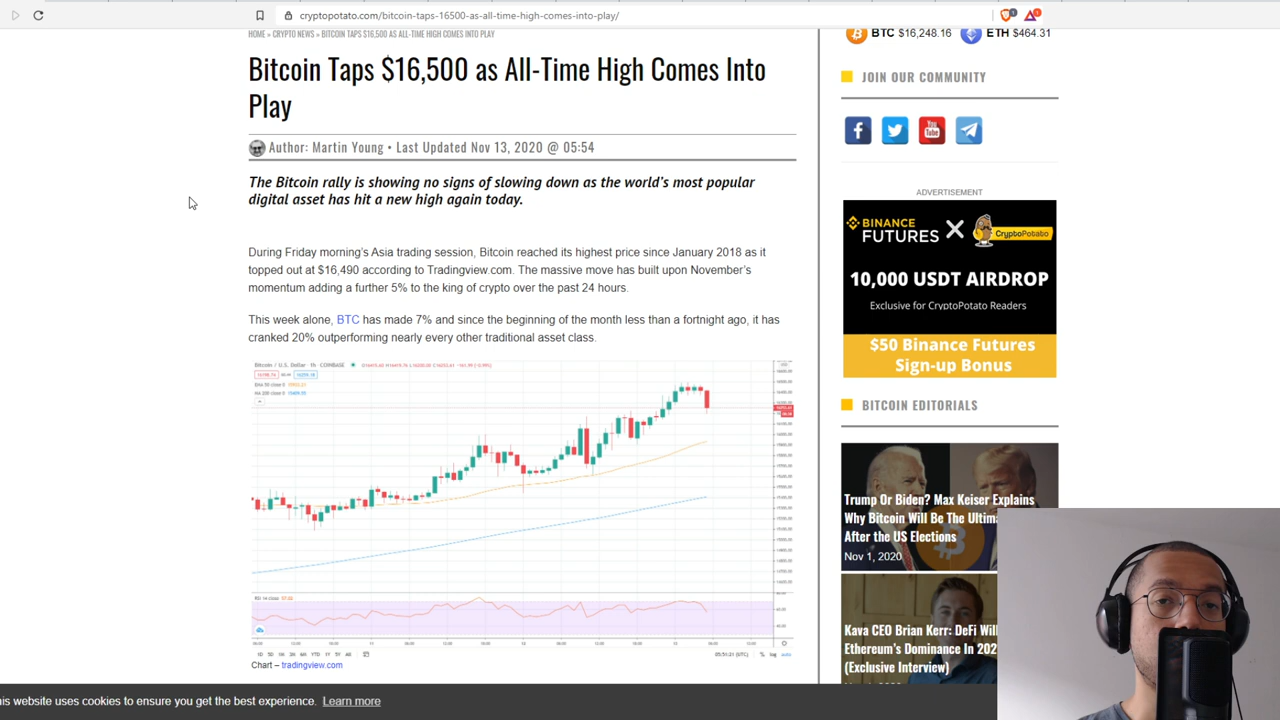 cryptopotato.com/bitcoin-taps-16500-as-all-time-high-comes-into-play/
HOME » CRYPTO NEWS » BITCOIN TAPS $16,500 AS ALL-TIME HIGH COMES INTO PLAY
Bitcoin Taps $16,500 as All-Time High Comes Into
Play
Author: Martin Young • Last Updated Nov 13, 2020 @ 05:54
The Bitcoin rally is showing no signs of slowing down as the world's most popular
digital asset has hit a new high again today.
During Friday morning's Asia trading session, Bitcoin reached its highest price since January 2018 as it
topped out at $16,490 according to Tradingview.com. The massive move has built upon November's
momentum adding a further 5% to the king of crypto over the past 24 hours.
This week alone, BTC has made 7% and since the beginning of the month less than a fortnight ago, it has
cranked 20% outperforming nearly every other traditional asset class.
Bitcoin / U.S. Dollar · 1h · COINBASE
Chart – tradingview.com
BTC $16,248.16 ETH $464.31
JOIN OUR COMMUNITY
You
Tube
ADVERTISEMENT
BINANCE
FUTURES
X
CryptoPotato
10,000 USDT AIRDROP
Exclusive for CryptoPotato Readers
$50 Binance Futures
Sign-up Bonus
BITCOIN EDITORIALS
Trump Or Biden? Max Keiser Explains
Why Bitcoin Will Be The
After the US Elections
Nov 1, 2020
Kava CEO Brian Kerr: DeFi Will
Ethereum's Dominance In
(Exclusive Interview)
his website uses cookies to ensure you get the best experience. Learn more